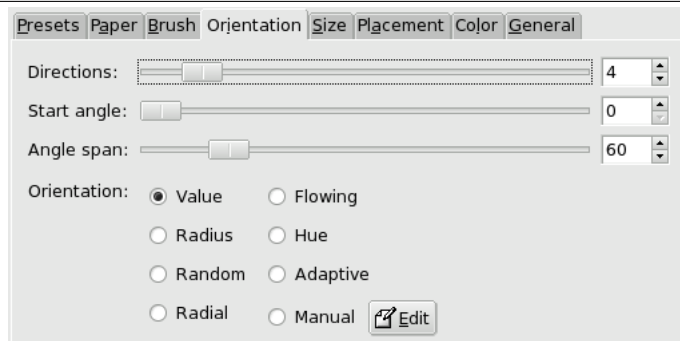 Presets Paper Brush Orientation Size Placement Color General
Directions: 4
Start angle: 0
Angle span: 60
Orientation: Value Flowing
Radius Hue
Random Adaptive
Radial Manual Edit